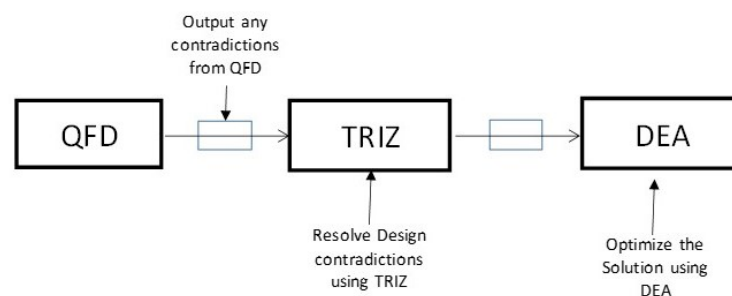 Output any
contradictions
from QFD
QFD
TRIZ
DEA
Resolve Design
contradictions
using TRIZ
Optimize the
Solution using
DEA